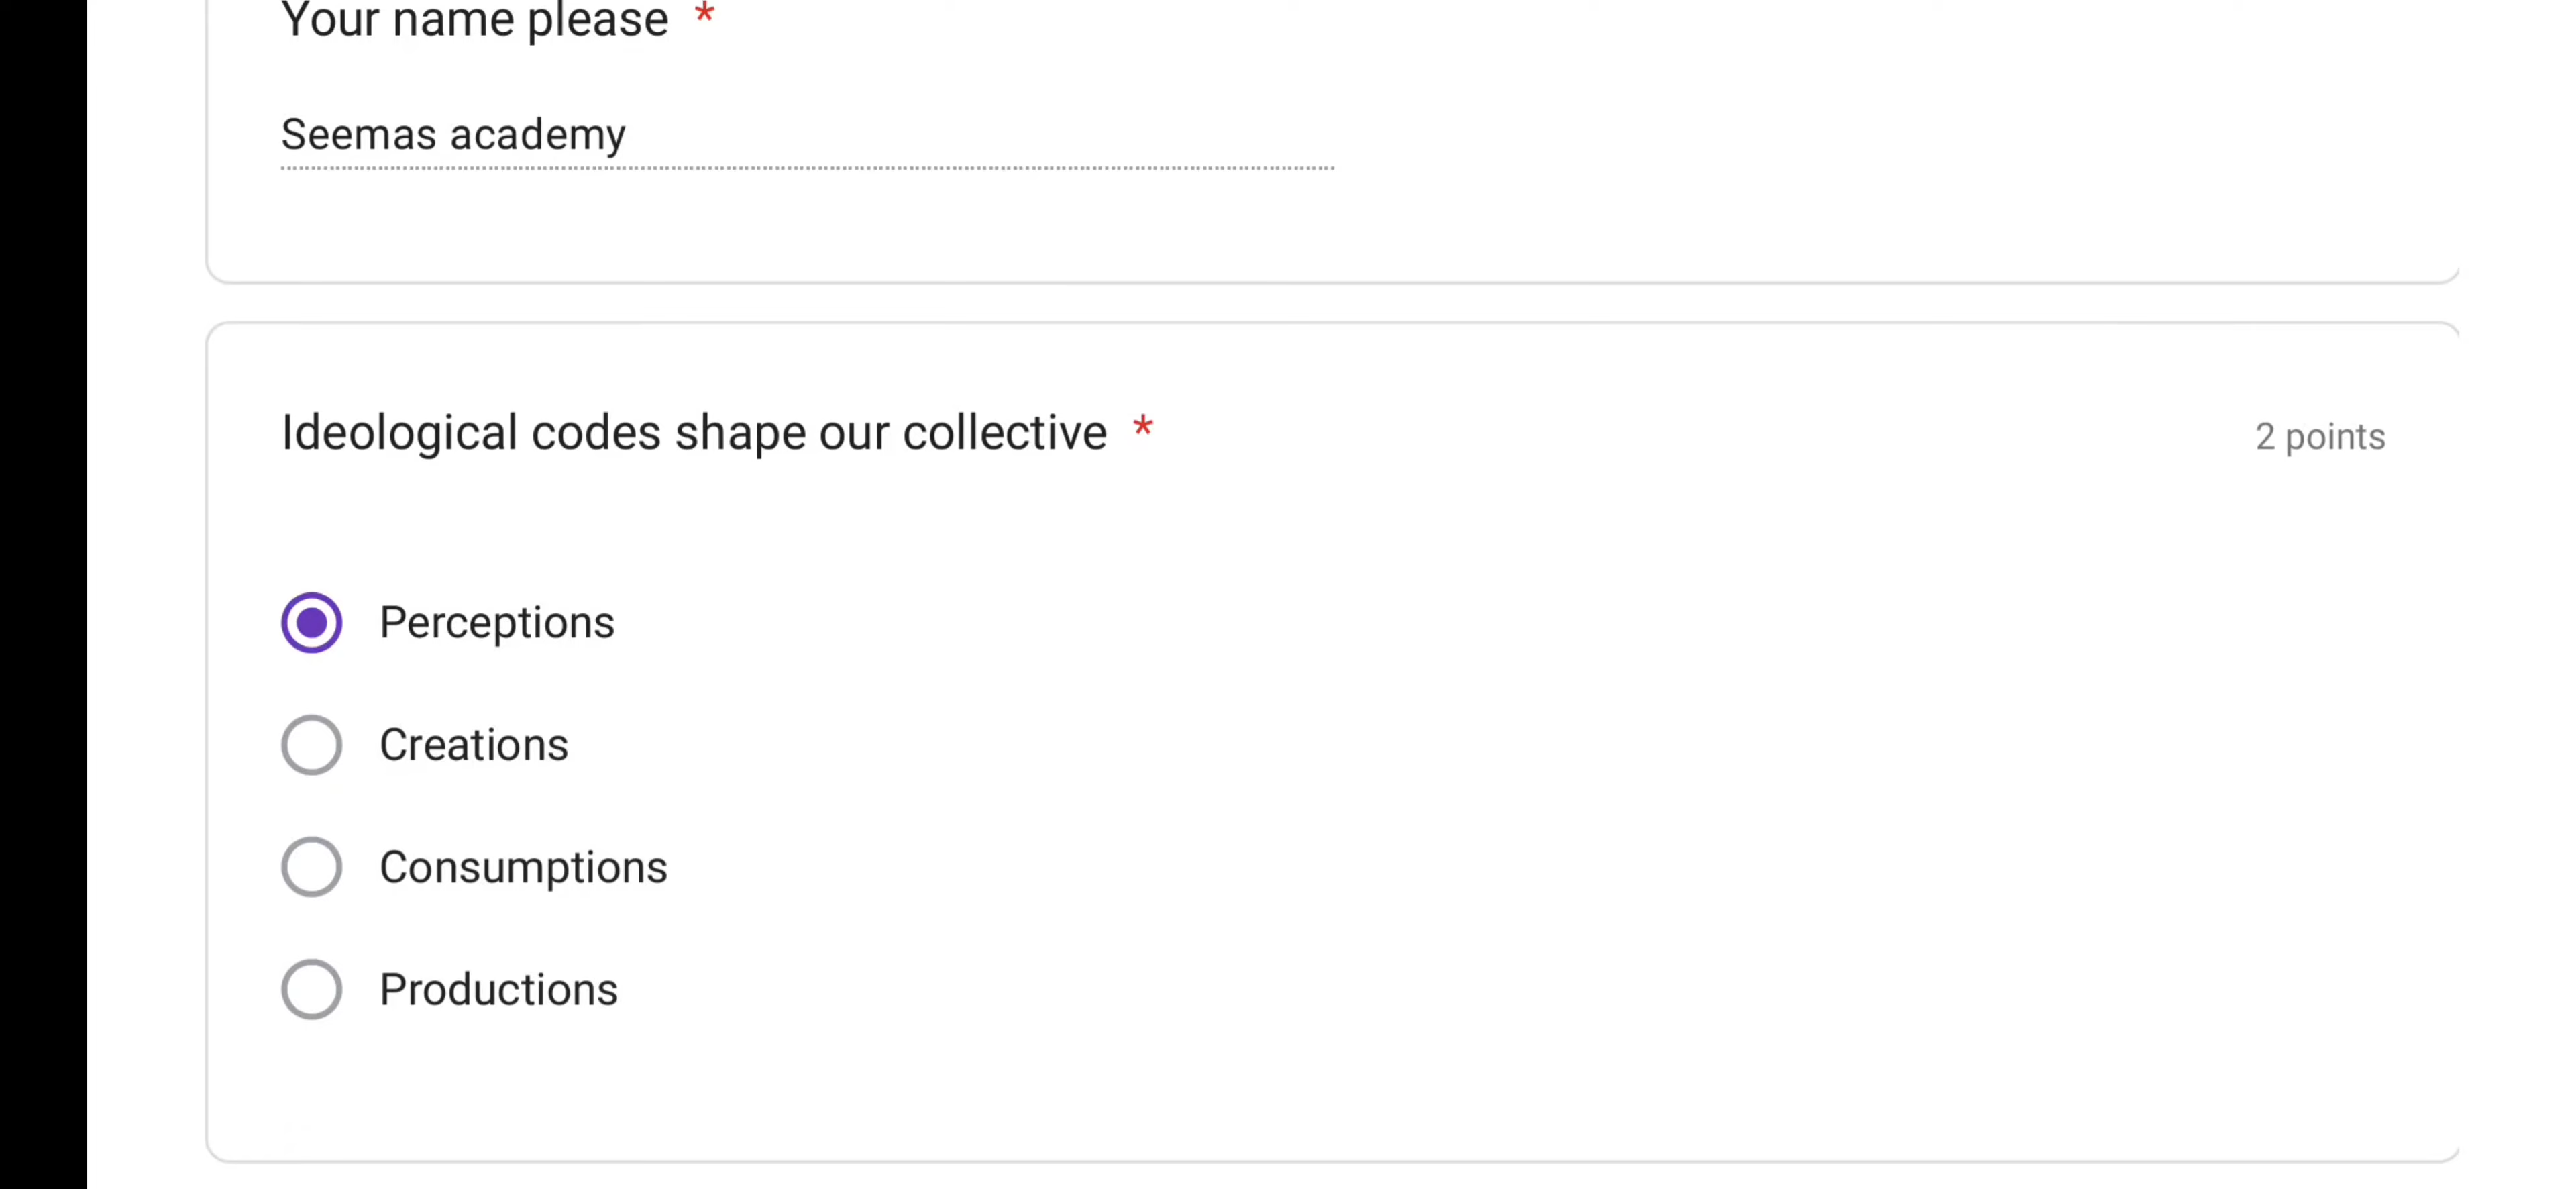 Your name please *
Seemas academy
Ideological codes shape our collective *
2 points
Perceptions
Creations
Consumptions
Productions